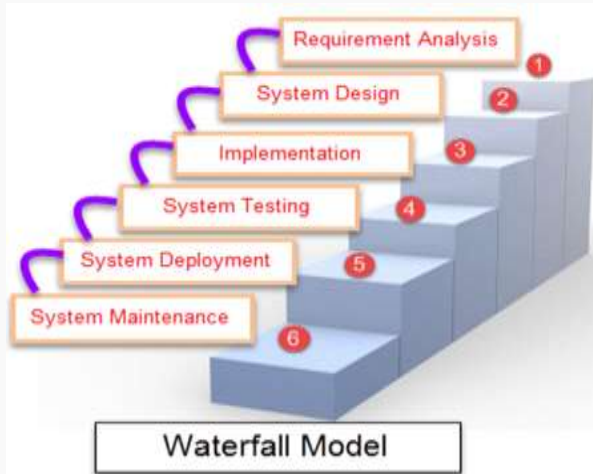 Requirement Analysis
1
System Design
2
Implementation
3
System Testing
4
System Deployment
5
System Maintenance
6
Waterfall Model